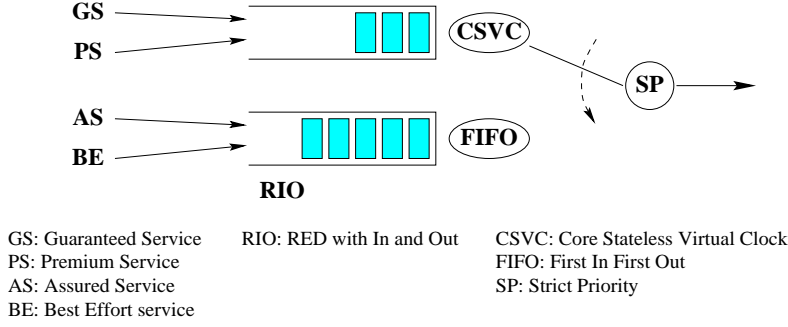 GS
CSVC
PS
SP
AS
FIFO
BE
RIO
GS: Guaranteed Service
RIO: RED with In and Out
CSVC: Core Stateless Virtual Clock
PS: Premium Service
FIFO: First In First Out
AS: Assured Service
SP: Strict Priority
BE: Best Effort service